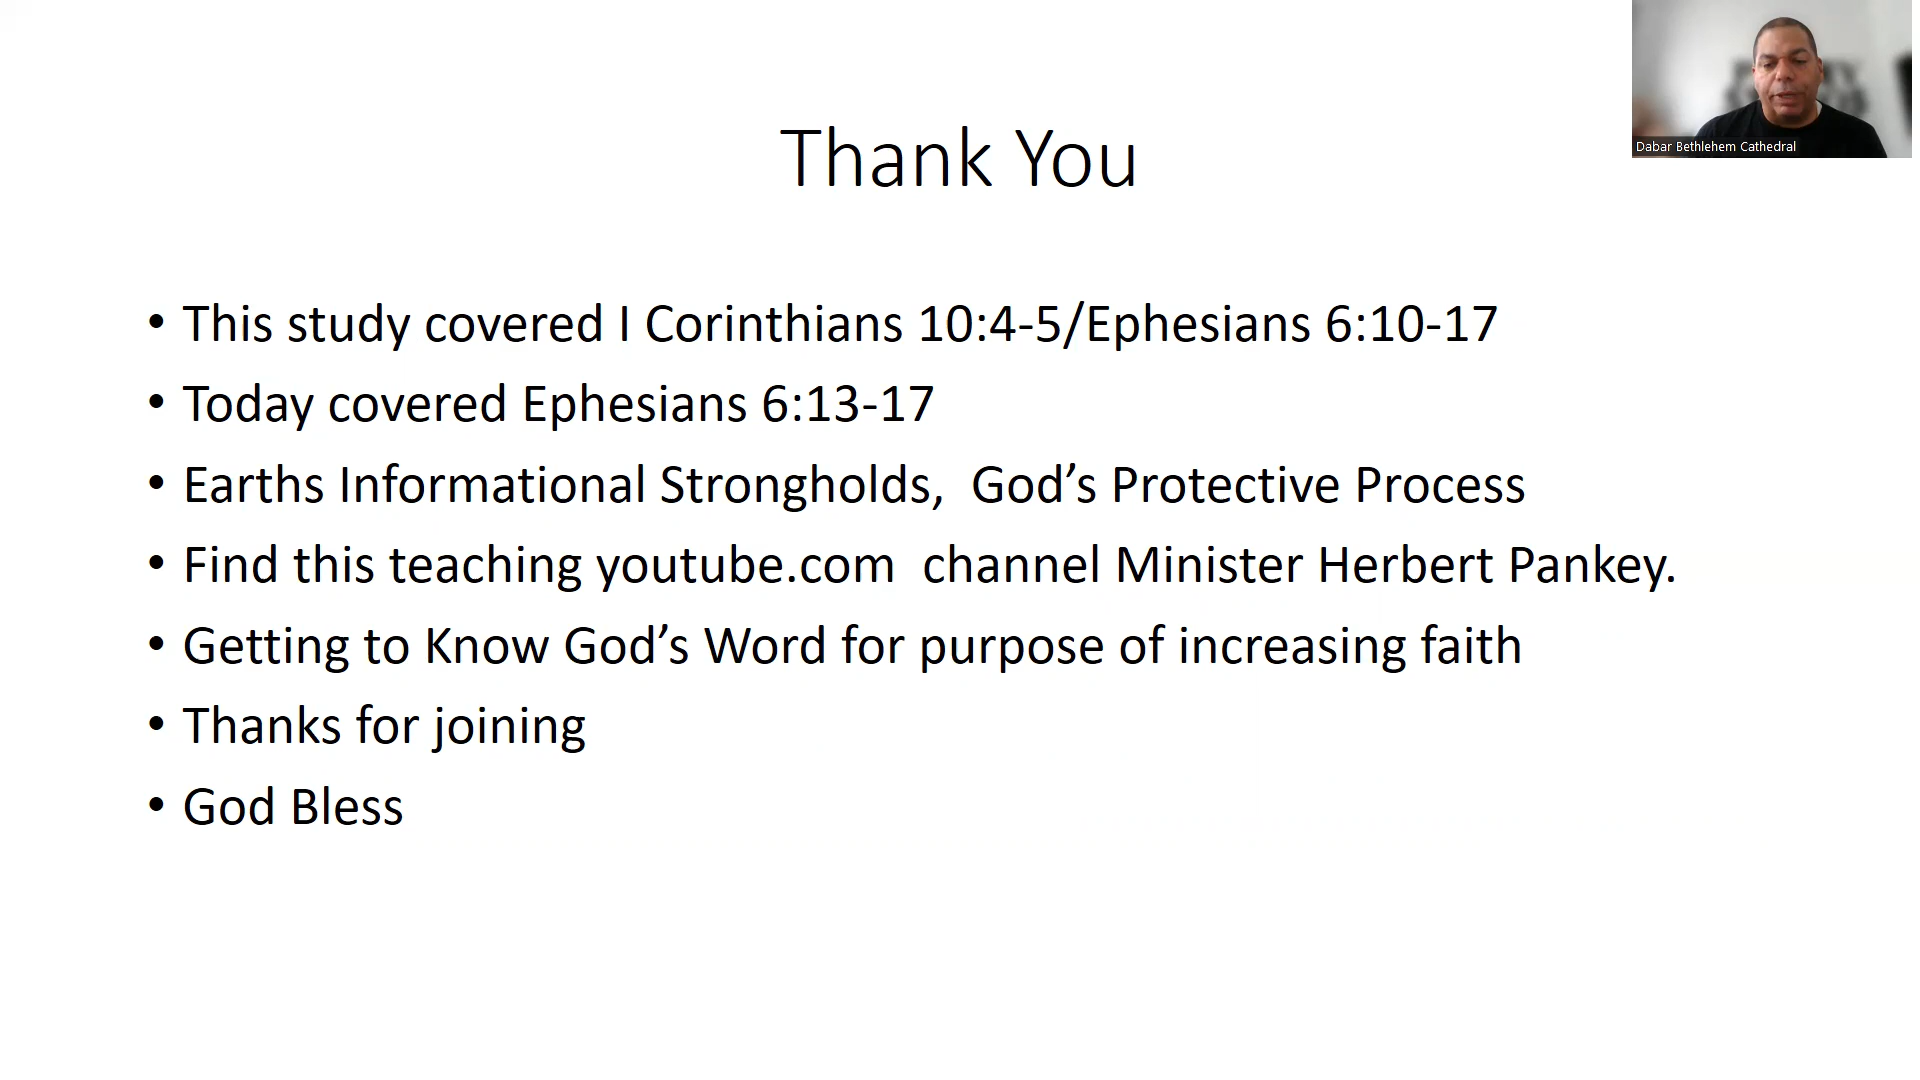 Dabar Bethlehem Cathedral
Thank You
• This study covered I Corinthians 10:4-5/Ephesians 6:10-17
• Today covered Ephesians 6:13-17
• Earths Informational Strongholds,  God’s Protective Process
• Find this teaching youtube.com  channel Minister Herbert Pankey.
• Getting to Know God’s Word for purpose of increasing faith
• Thanks for joining
• God Bless